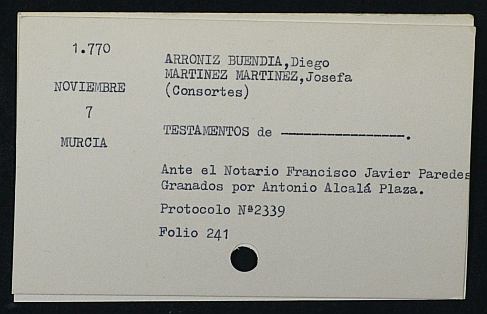 1.770
NOVIEMBRE
7
MURCIA
ARRONIZ BUENDIA,Diego
MARTINEZ MARTINEZ,Josefa
(Consortes)
TESTAMENTOS de ————————————————.
Ante el Notario Francisco Javier Paredes
Granados por Antonio Alcalá Plaza.
Protocolo Nª2339
Folio 241